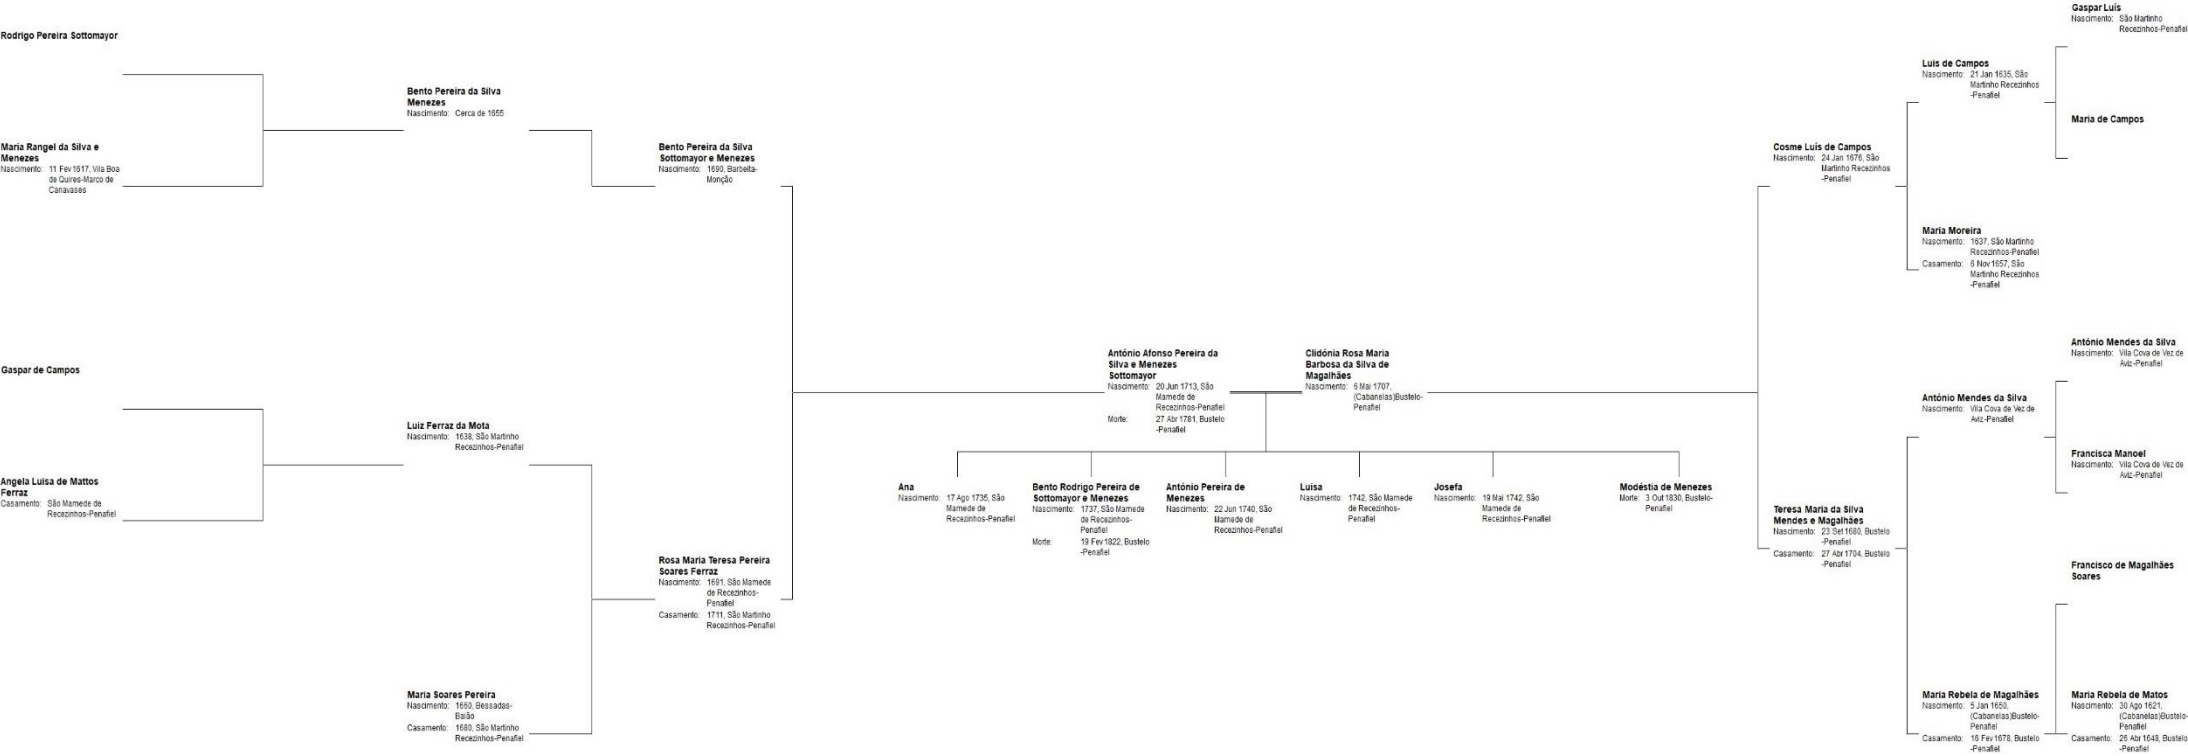 Rodrigo Pereira Sottomayor
Maria Rangel da Silva e
Menezes
Nascimento: 11 Fev 1617, Vila Boa
de Quires-Marco de
Canavases
Gaspar de Campos
Angela Luisa de Mattos
Ferraz
Casamento: São Mamede de
Recezinhos-Penafiel
Bento Pereira da Silva
Menezes
Nascimento: Cerca de 1655
Luiz Ferraz da Mota
Nascimento: 1638, São Martinho
Recezinhos-Penafiel
Maria Soares Pereira
Nascimento: 1660, Bessadas-
Baião
Casamento: 1680, São Martinho
Recezinhos-Penafiel
Bento Pereira da Silva
Sottomayor e Menezes
Nascimento: 1690, Barbeita-
Monção
Rosa Maria Teresa Pereira
Soares Ferraz
Nascimento: 1691, São Mamede
de Recezinhos-
Penafiel
Casamento: 1711, São Martinho
Recezinhos-Penafiel
António Afonso Pereira da
Silva e Menezes
Sottomayor
Nascimento: 20 Jun 1713, São
Mamede de
Recezinhos-Penafiel
Morte: 27 Abr 1781, Bustelo
-Penafiel
Clidónia Rosa Maria
Barbosa da Silva de
Magalhães
Nascimento: 6 Mai 1707,
(Cabanelas)Bustelo-
Penafiel
Ana
Nascimento: 17 Ago 1735, São
Mamede de
Recezinhos-Penafiel
Bento Rodrigo Pereira de
Sottomayor e Menezes
Nascimento: 1737, São Mamede
de Recezinhos-
Penafiel
Morte: 19 Fev 1822, Bustelo
-Penafiel
António Pereira de
Menezes
Nascimento: 22 Jun 1740, São
Mamede de
Recezinhos-Penafiel
Luisa
Nascimento: 1742, São Mamede
de Recezinhos-
Penafiel
Josefa
Nascimento: 19 Mai 1742, São
Mamede de
Recezinhos-Penafiel
Modéstia de Menezes
Morte: 3 Out 1830, Bustelo-
Penafiel
Cosme Luís de Campos
Nascimento: 24 Jan 1676, São
Martinho Recezinhos
-Penafiel
Teresa Maria da Silva
Mendes e Magalhães
Nascimento: 23 Set 1680, Bustelo
-Penafiel
Casamento: 27 Abr 1704, Bustelo
-Penafiel
Luis de Campos
Nascimento: 21 Jan 1635, São
Martinho Recezinhos
-Penafiel
Maria Moreira
Nascimento: 1637, São Martinho
Recezinhos-Penafiel
Casamento: 6 Nov 1657, São
Martinho Recezinhos
-Penafiel
António Mendes da Silva
Nascimento: Vila Cova de Vez de
Aviz-Penafiel
Maria Rebela de Magalhães
Nascimento: 5 Jan 1650,
(Cabanelas)Bustelo-
Penafiel
Casamento: 16 Fev 1678, Bustelo
-Penafiel
Gaspar Luís
Nascimento: São Martinho
Recezinhos-Penafiel
Maria de Campos
António Mendes da Silva
Nascimento: Vila Cova de Vez de
Aviz-Penafiel
Francisca Manoel
Nascimento: Vila Cova de Vez de
Aviz-Penafiel
Francisco de Magalhães
Soares
Maria Rebela de Matos
Nascimento: 30 Ago 1621,
(Cabanelas)Bustelo-
Penafiel
Casamento: 26 Abr 1648, Bustelo
-Penafiel